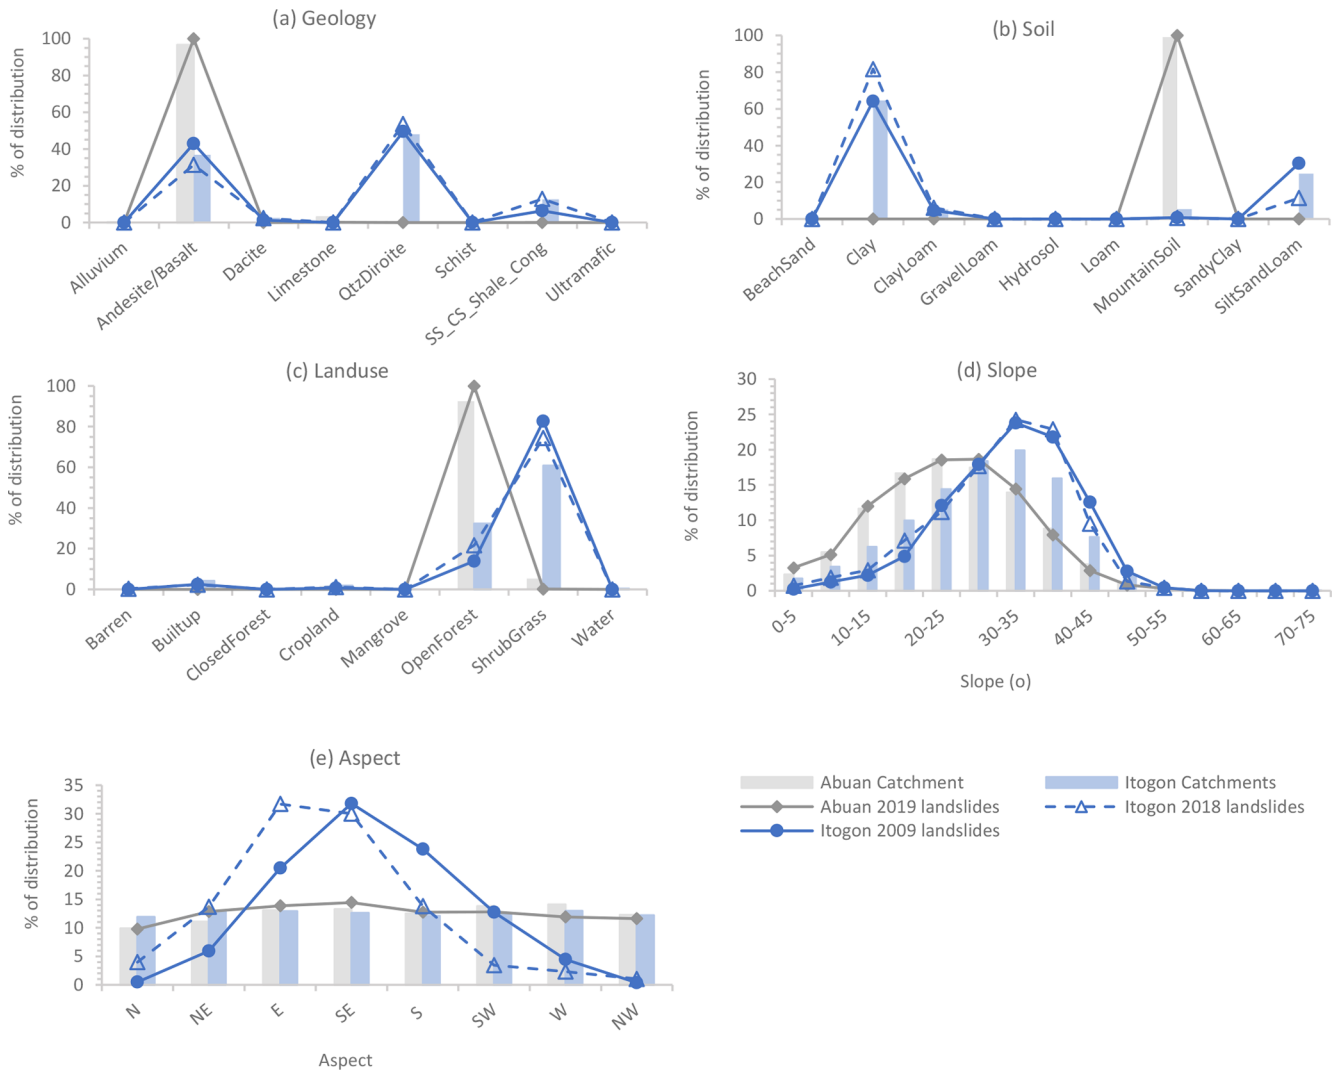 (a) Geology
% of distribution
100
80
60
40
20
0
Alluvium
Andesite/Basalt
Dacite
Limestone
QtzDiroite
Schist
SS_CS_Shale_Cong
Ultramafic
(b) Soil
% of distribution
100
80
60
40
20
0
BeachSand
Clay
ClayLoam
GravelLoam
Hydrosol
Loam
MountainSoil
SandyClay
SiltSandLoam
(c) Landuse
% of distribution
100
80
60
40
20
0
Barren
Builtup
ClosedForest
Cropland
Mangrove
OpenForest
ShrubGrass
Water
(d) Slope
% of distribution
30
25
20
15
10
5
0
0-5
10-15
20-25
30-35
40-45
50-55
60-65
70-75
Slope (o)
(e) Aspect
% of distribution
35
30
25
20
15
10
5
0
N
NE
E
SE
S
SW
W
NW
Aspect
Abuan Catchment
Itogon Catchments
Abuan 2019 landslides
Itogon 2018 landslides
Itogon 2009 landslides